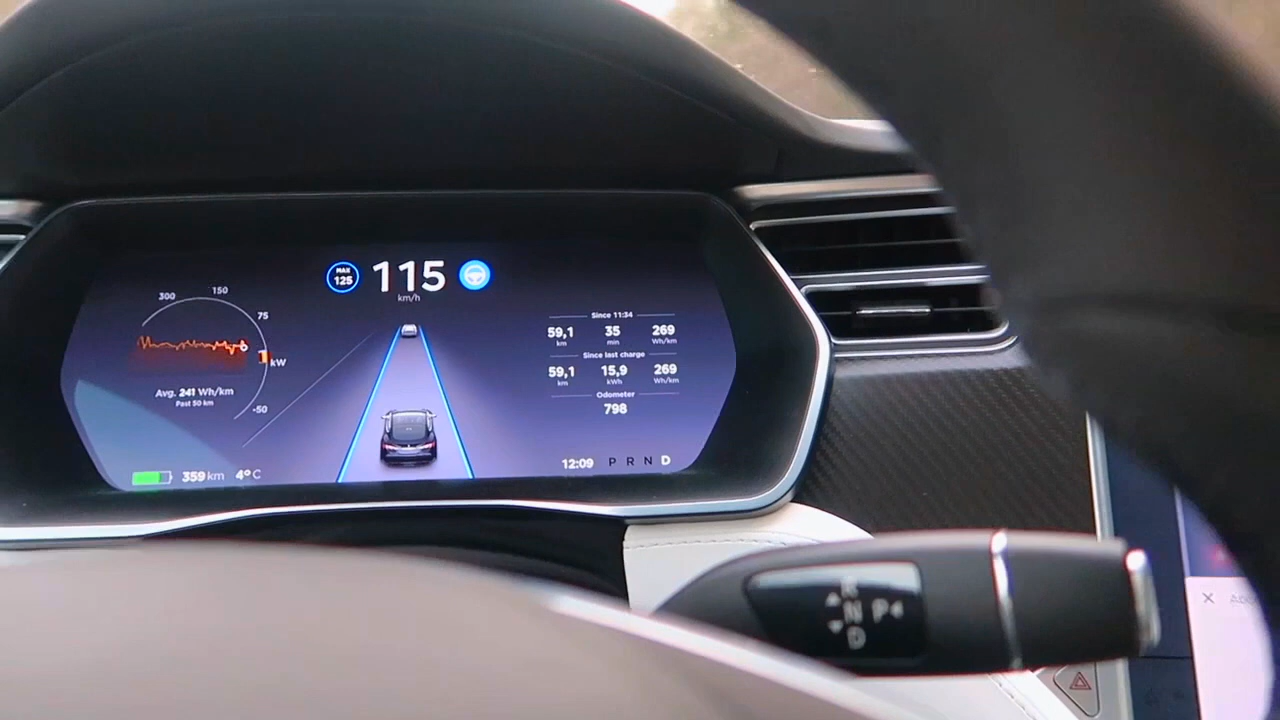 MAX
125
115
km/h
300
150
75
kW
-50
Avg. 241 Wh/km
Past 50 km
359 km
4° C
Since 11:34
59,1 35 269
km min Wh/km
Since last charge
59,1 15,9 269
km kWh Wh/km
Odometer
798
12:09 P R N D
R
N P
D